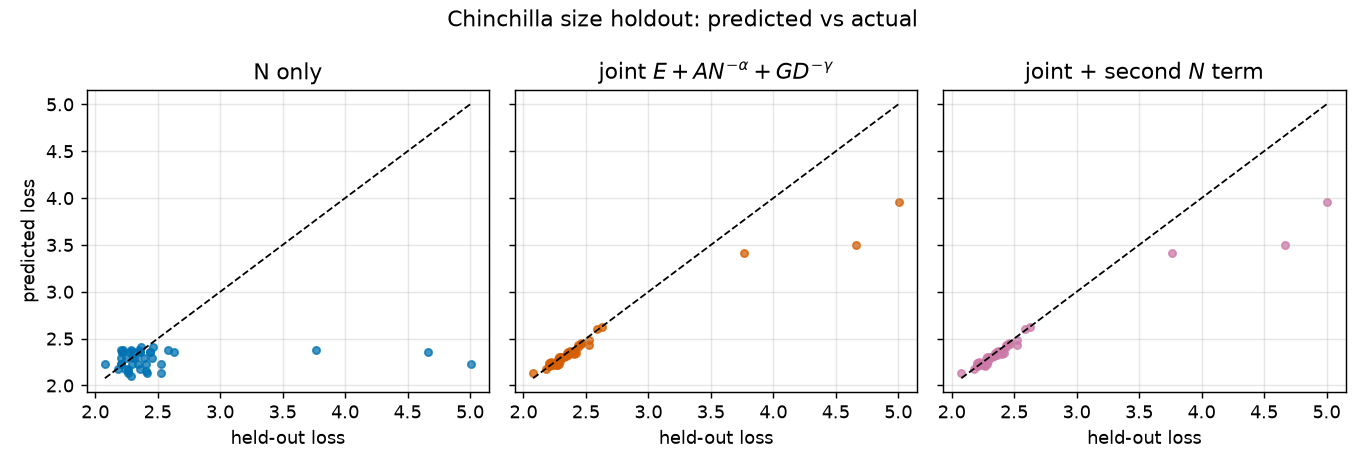 Chinchilla size holdout: predicted vs actual
N only
joint $E + AN^{-\alpha} + GD^{-\gamma}$
joint + second $N$ term
predicted loss
5.0
4.5
4.0
3.5
3.0
2.5
2.0
2.0 2.5 3.0 3.5 4.0 4.5 5.0
2.0 2.5 3.0 3.5 4.0 4.5 5.0
2.0 2.5 3.0 3.5 4.0 4.5 5.0
held-out loss
held-out loss
held-out loss